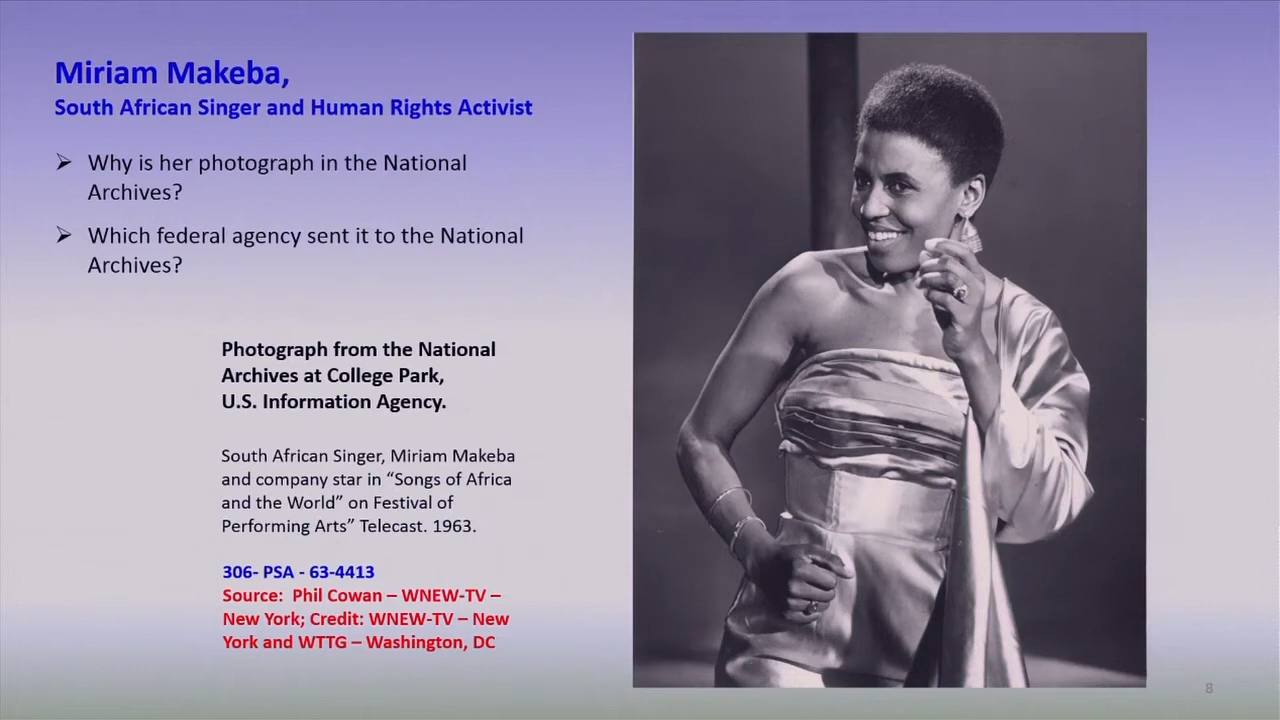 Miriam Makeba,
South African Singer and Human Rights Activist
➢ Why is her photograph in the National
Archives?
➢ Which federal agency sent it to the National
Archives?
Photograph from the National
Archives at College Park,
U.S. Information Agency.
South African Singer, Miriam Makeba
and company star in “Songs of Africa
and the World” on Festival of
Performing Arts” Telecast. 1963.
306- PSA - 63-4413
Source:  Phil Cowan – WNEW-TV –
New York; Credit: WNEW-TV – New
York and WTTG – Washington, DC
8